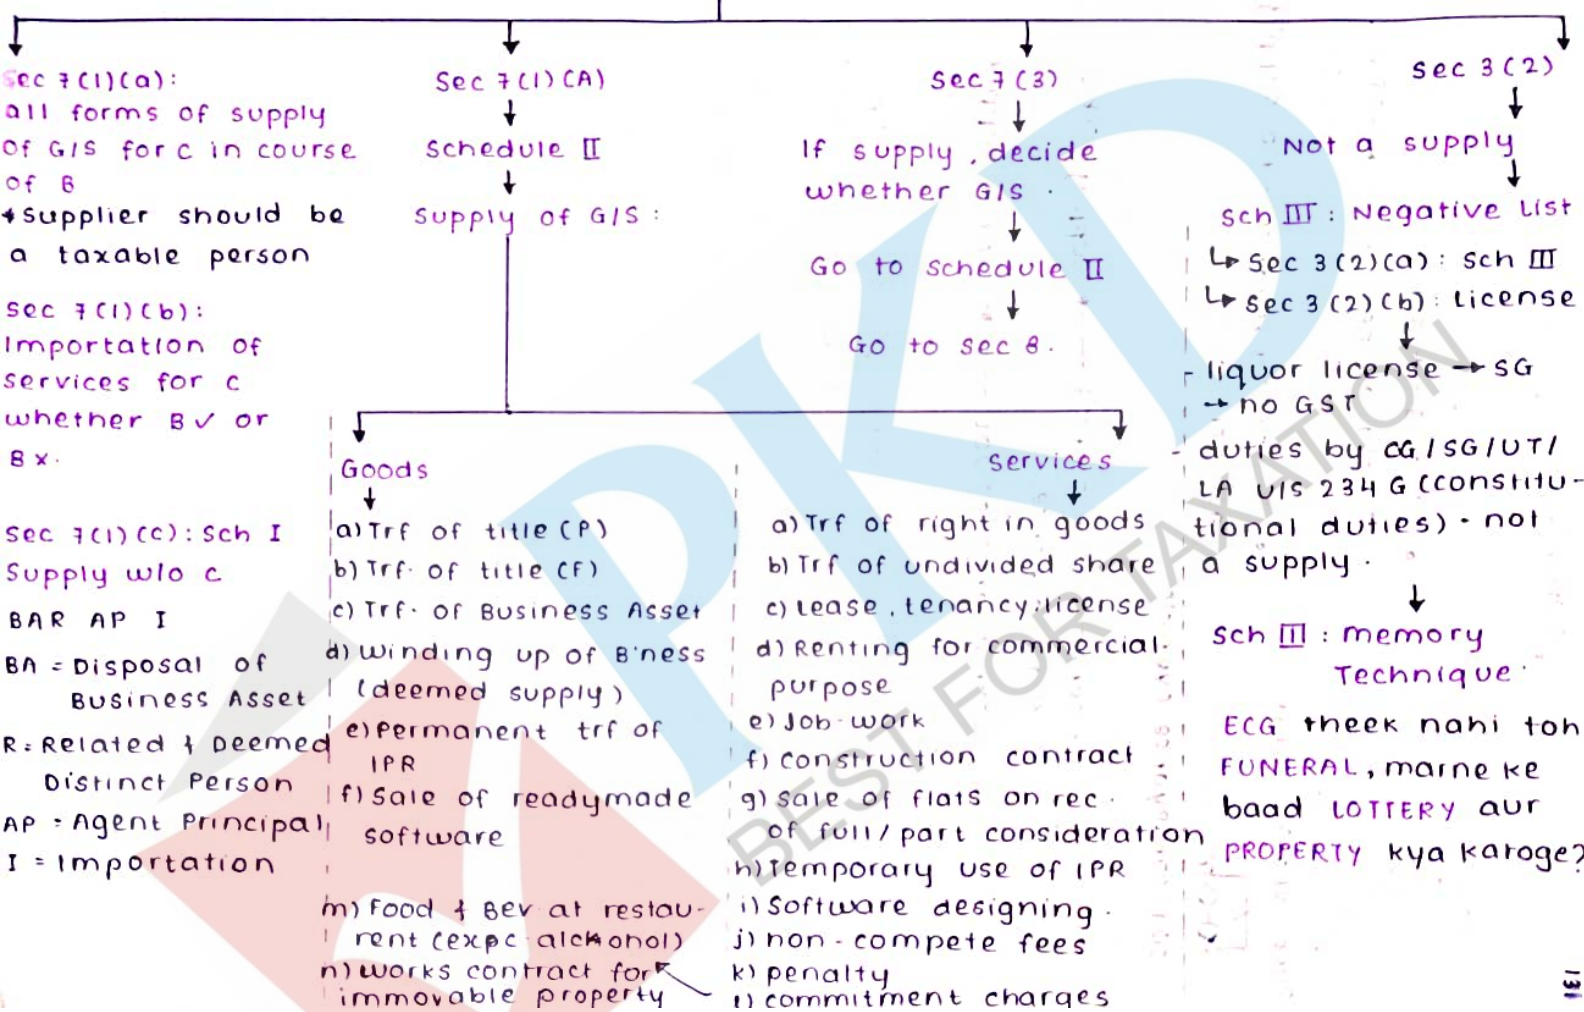 Sec 7(1)(a):
all forms of supply
of G/S for c in course
of B
*Supplier should be
a taxable person
Sec 7(1)(b):
Importation of
services for c
whether B✓ or
B×.
Sec 7(1)(c): Sch I
Supply w/o c
BAR AP I
BA = Disposal of
Business Asset
R: Related & Deemed
Distinct Person
AP = Agent Principal
I = Importation
Sec 7(1)(A)
↓
Schedule II
↓
Supply of G/S:
Goods
↓
a) Trf of title (P)
b) Trf. of title (F)
c) Trf. of Business Asset
d) winding up of B'ness
(deemed supply)
e) Permanent trf of
IPR
f) Sale of readymade
software
m) Food & Bev at restau-
rent (expc alckohol)
n) works contract for
immovable property
Services
↓
a) Trf of right in goods
b) Trf of undivided share
c) Lease, tenancy, license
d) Renting for commercial.
purpose
e) Job-work
f) construction contract
g) sale of flats on rec.
of full/part consideration
h) Temporary use of IPR
i) Software designing.
j) non-compete fees
k) penalty
l) commitment charges
Sec 7(3)
↓
If supply, decide
whether G/S.
↓
Go to Schedule II
↓
Go to sec 8.
Sec 3(2)
↓
Not a supply
↓
Sch III: Negative List
↳ Sec 3(2)(a): Sch III
↳ Sec 3(2)(b): License
↓
- liquor license → SG
→ no GST
- duties by CG/SG/UT/
LA U/S 234 G (constitu-
tional duties) - not
a supply.
↓
Sch III: memory
Technique.
ECG theek nahi toh
FUNERAL, marne ke
baad LOTTERY aur
PROPERTY kya karoge?
PKD
BEST FOR TAXATION
131